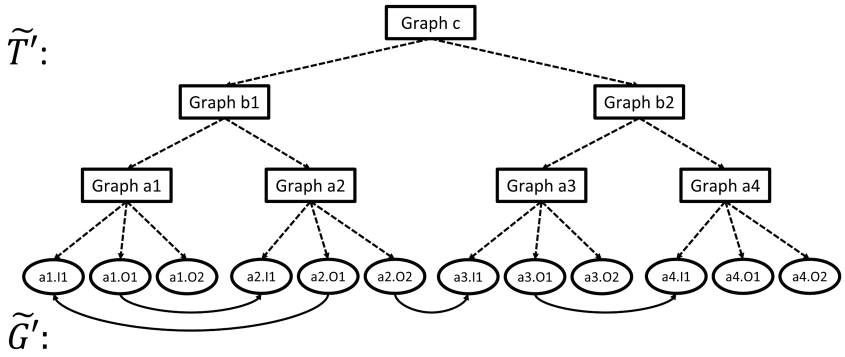 Graph c
T̃′:
Graph b1 Graph b2
Graph a1 Graph a2 Graph a3 Graph a4
a1.I1 a1.O1 a1.O2 a2.I1 a2.O1 a2.O2 a3.I1 a3.O1 a3.O2 a4.I1 a4.O1 a4.O2
G̃′: